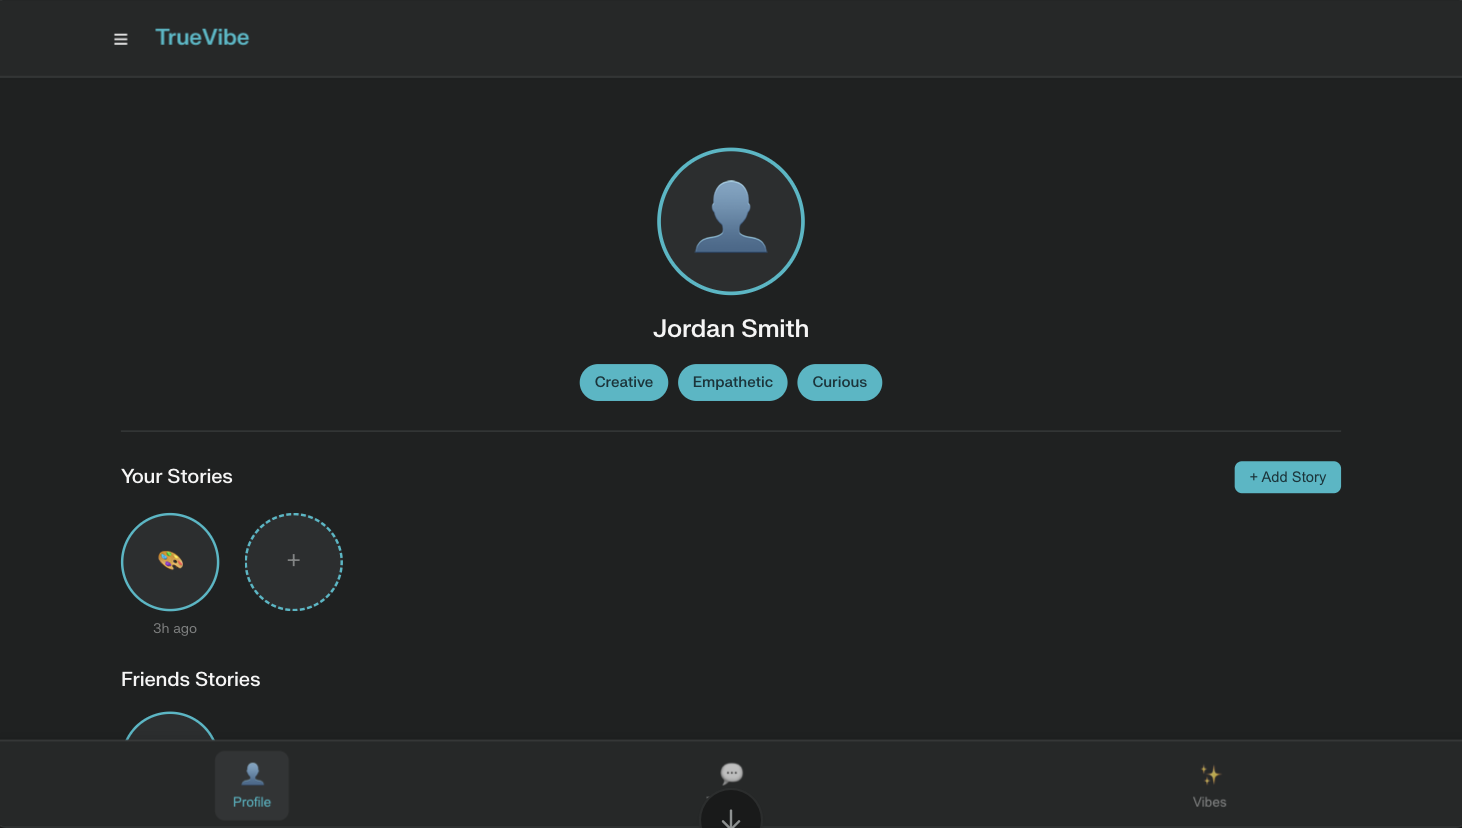 TrueVibe
Jordan Smith
Creative Empathetic Curious
Your Stories
+ Add Story
+
3h ago
Friends Stories
Profile
Vibes